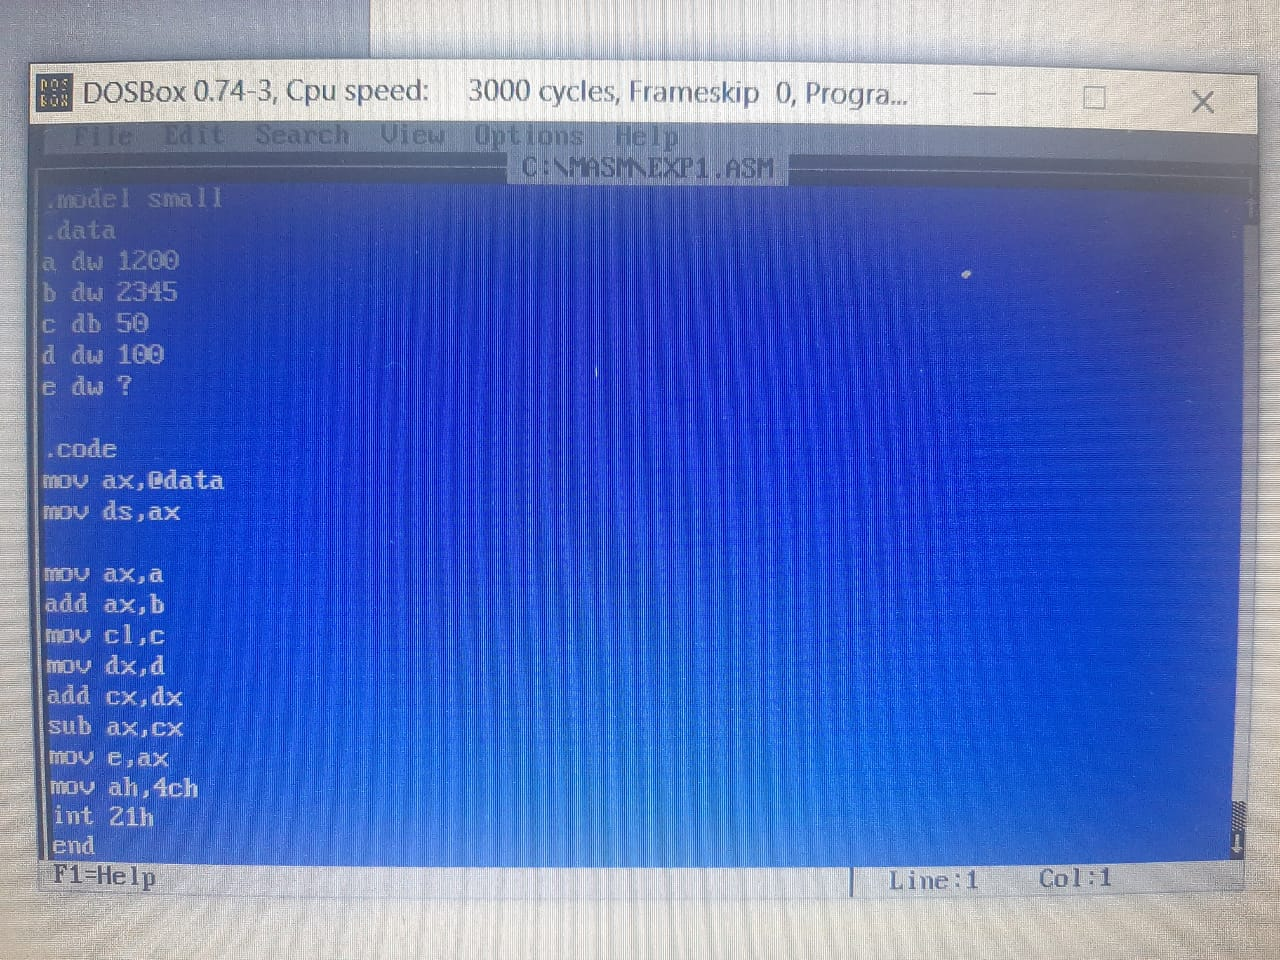 DOSBox 0.74-3, Cpu speed: 3000 cycles, Frameskip 0, Progra...
File Edit Search View Options Help
C:\MASM\EXP1.ASM
.model small
.data
a dw 1200
b dw 2345
c db 50
d dw 100
e dw ?
.code
mov ax,@data
mov ds,ax
mov ax,a
add ax,b
mov cl,c
mov dx,d
add cx,dx
sub ax,cx
mov e,ax
mov ah,4ch
int 21h
end
F1=Help Line:1 Col:1